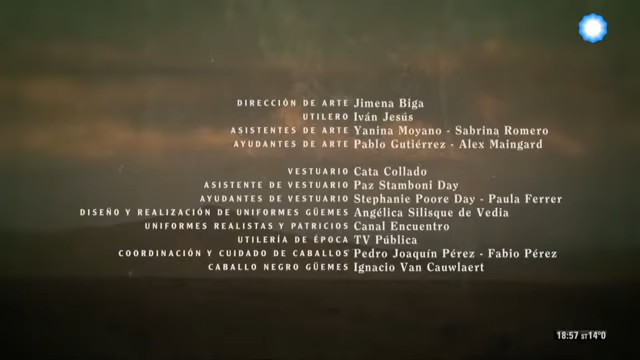 DIRECCIÓN DE ARTE Jimena Biga
UTILERO Iván Jesús
ASISTENTES DE ARTE Yanina Moyano - Sabrina Romero
AYUDANTES DE ARTE Pablo Gutiérrez - Alex Maingard
VESTUARIO Cata Collado
ASISTENTE DE VESTUARIO Paz Stamboni Day
AYUDANTES DE VESTUARIO Stephanie Poore Day - Paula Ferrer
DISEÑO Y REALIZACIÓN DE UNIFORMES GÜEMES Angélica Silisque de Vedia
UNIFORMES REALISTAS Y PATRICIOS Canal Encuentro
UTILERÍA DE ÉPOCA TV Pública
COORDINACIÓN Y CUIDADO DE CABALLOS Pedro Joaquín Pérez - Fabio Pérez
CABALLO NEGRO GÜEMES Ignacio Van Cauwlaert
18:57 ST 14°0